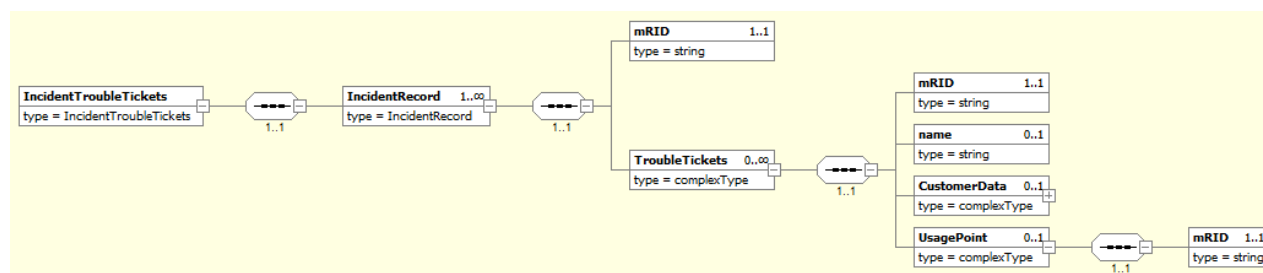 IncidentTroubleTickets
type = IncidentTroubleTickets
1..1
IncidentRecord 1..∞
type = IncidentRecord
1..1
mRID 1..1
type = string
TroubleTickets 0..∞
type = complexType
1..1
mRID 1..1
type = string
name 0..1
type = string
CustomerData 0..1
type = complexType
UsagePoint 0..1
type = complexType
1..1
mRID 1..1
type = string